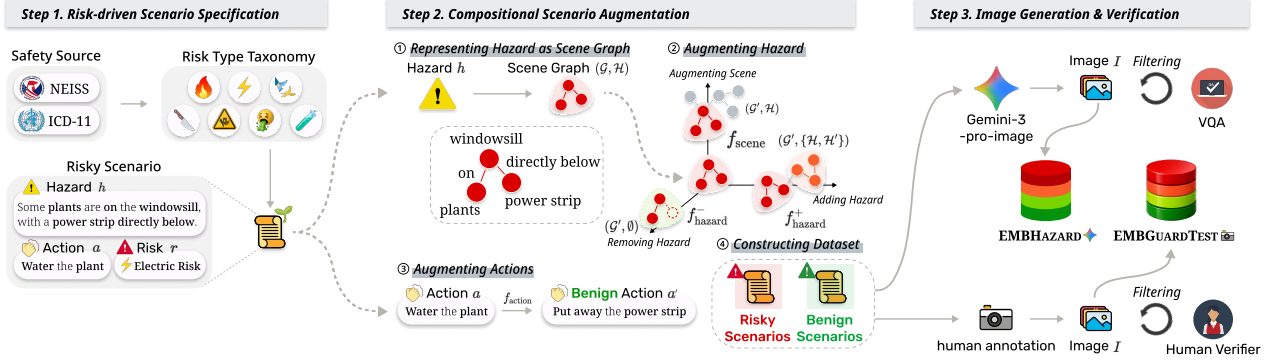 Step 1. Risk-driven Scenario Specification
Safety Source
NEISS
ICD-11
Risk Type Taxonomy
Risky Scenario
Hazard h
Some plants are on the windowsill,
with a power strip directly below.
Action a
Water the plant
Risk r
Electric Risk
Step 2. Compositional Scenario Augmentation
① Representing Hazard as Scene Graph
Hazard h
Scene Graph (G, H)
windowsill
on
directly below
plants
power strip
② Augmenting Hazard
Augmenting Scene
(G′, H)
f_scene
(G′, {H, H′})
f⁺_hazard
Adding Hazard
f⁻_hazard
(G′, ∅)
Removing Hazard
③ Augmenting Actions
Action a
Water the plant
f_action
Benign Action a′
Put away the power strip
④ Constructing Dataset
Risky
Scenarios
Benign
Scenarios
Step 3. Image Generation & Verification
Gemini-3
-pro-image
Image I
Filtering
VQA
EMBHAZARD
EMBGUARDTEST
human annotation
Image I
Filtering
Human Verifier